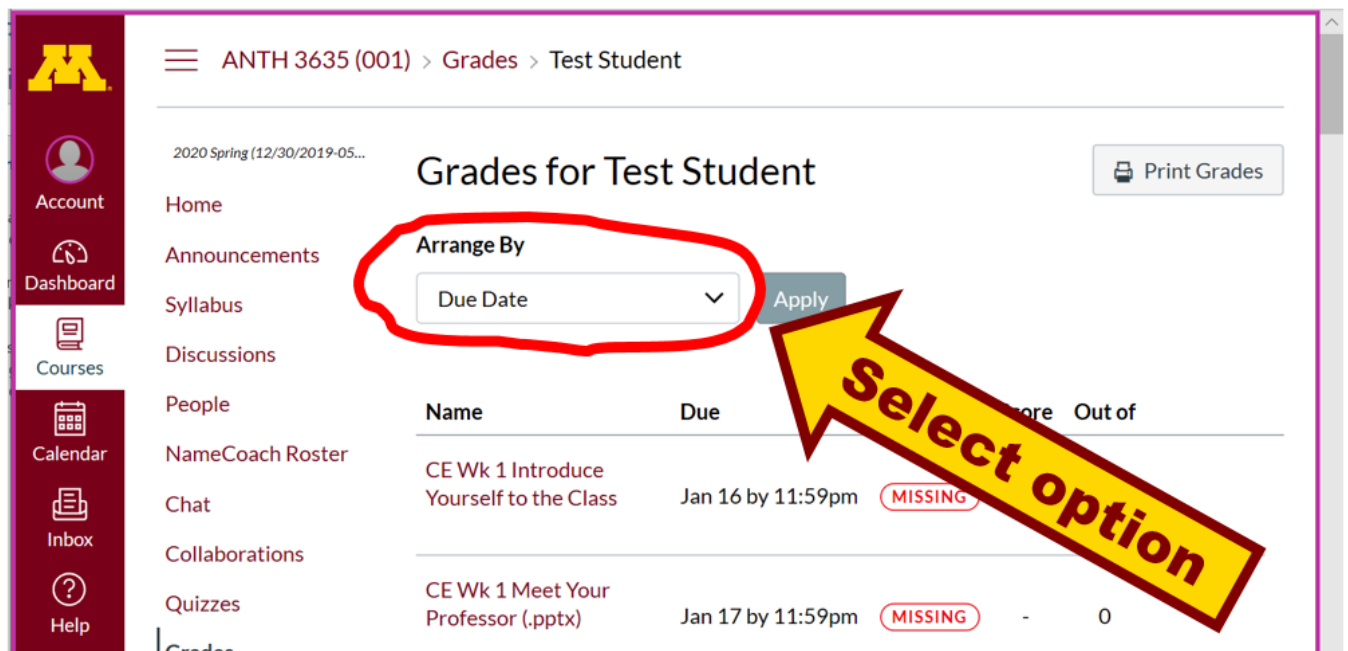 ANTH 3635 (001) > Grades > Test Student
2020 Spring (12/30/2019-05...
Grades for Test Student
Print Grades
Account
Home
Arrange By
Announcements
Dashboard
Due Date
Apply
Syllabus
Select option
Discussions
Courses
People
Name Due Out of
Calendar
NameCoach Roster
CE Wk 1 Introduce
Yourself to the Class
Jan 16 by 11:59pm MISSING
Chat
Inbox
Collaborations
CE Wk 1 Meet Your
Professor (.pptx)
Jan 17 by 11:59pm MISSING - 0
Quizzes
Help
Grades